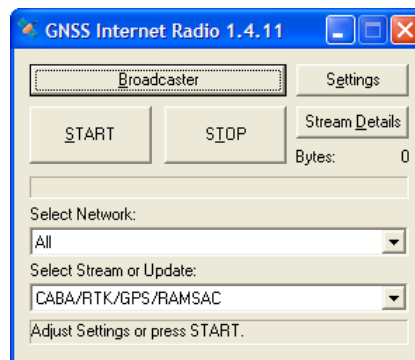 GNSS Internet Radio 1.4.11
Broadcaster Settings
START STOP Stream Details
Bytes: 0
Select Network:
All
Select Stream or Update:
CABA/RTK/GPS/RAMSAC
Adjust Settings or press START.